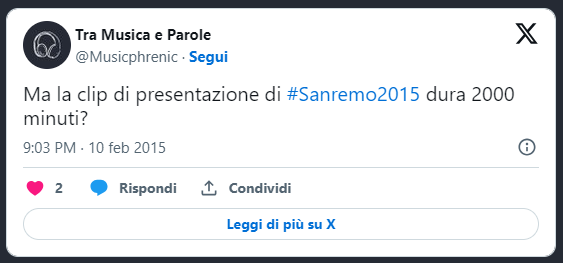 Tra Musica e Parole
@Musicphrenic · Segui
Ma la clip di presentazione di #Sanremo2015 dura 2000
minuti?
9:03 PM · 10 feb 2015
2 Rispondi Condividi
Leggi di più su X